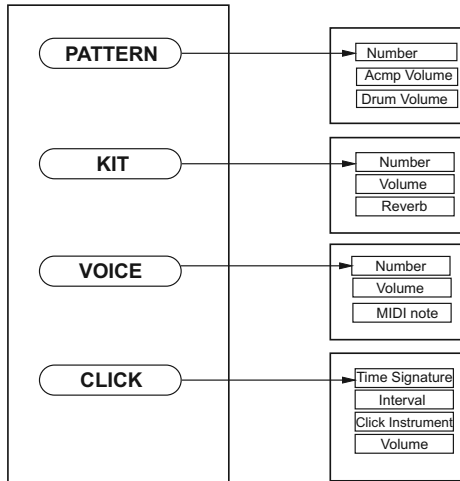 PATTERN
Number
Acmp Volume
Drum Volume
KIT
Number
Volume
Reverb
VOICE
Number
Volume
MIDI note
CLICK
Time Signature
Interval
Click Instrument
Volume